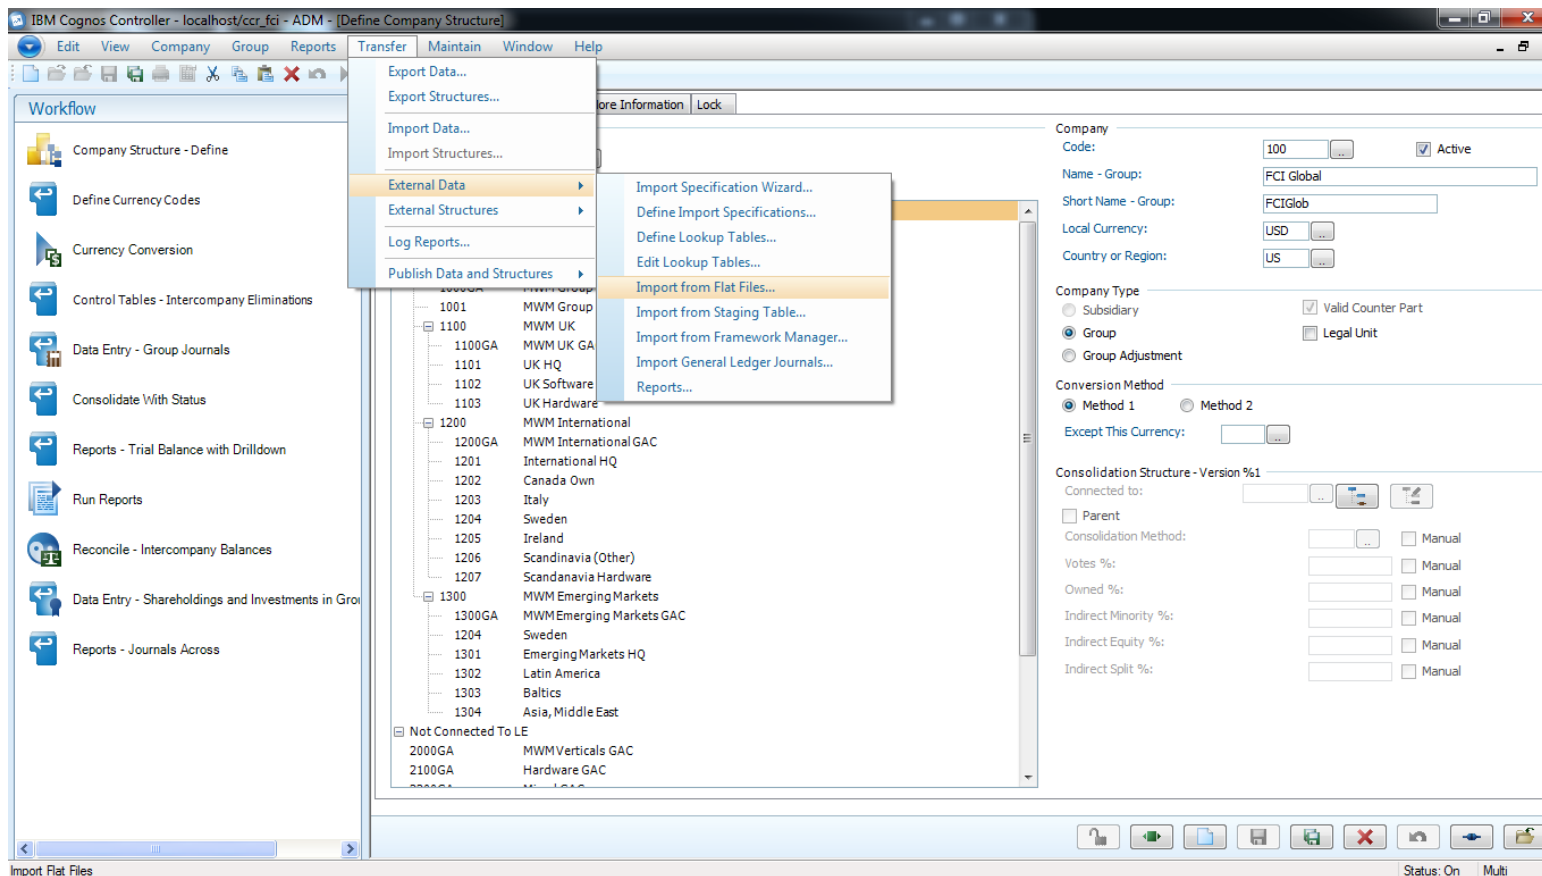 IBM Cognos Controller - localhost/ccr_fci - ADM - [Define Company Structure]
Edit View Company Group Reports Transfer Maintain Window Help
Workflow
Company Structure - Define
Define Currency Codes
Currency Conversion
Control Tables - Intercompany Eliminations
Data Entry - Group Journals
Consolidate With Status
Reports - Trial Balance with Drilldown
Run Reports
Reconcile - Intercompany Balances
Data Entry - Shareholdings and Investments in Grou
Reports - Journals Across
Export Data...
Export Structures...
Import Data...
Import Structures...
External Data
External Structures
Log Reports...
Publish Data and Structures
Import Specification Wizard...
Define Import Specifications...
Define Lookup Tables...
Edit Lookup Tables...
Import from Flat Files...
Import from Staging Table...
Import from Framework Manager...
Import General Ledger Journals...
Reports...
More Information Lock
1000GA MWM Group
1001 MWM Group
1100 MWM UK
1100GA MWM UK GA
1101 UK HQ
1102 UK Software
1103 UK Hardware
1200 MWM International
1200GA MWM International GAC
1201 International HQ
1202 Canada Own
1203 Italy
1204 Sweden
1205 Ireland
1206 Scandinavia (Other)
1207 Scandanavia Hardware
1300 MWM Emerging Markets
1300GA MWM Emerging Markets GAC
1204 Sweden
1301 Emerging Markets HQ
1302 Latin America
1303 Baltics
1304 Asia, Middle East
Not Connected To LE
2000GA MWM Verticals GAC
2100GA Hardware GAC
Company
Code: 100 .. Active
Name - Group: FCI Global
Short Name - Group: FCIGlob
Local Currency: USD ..
Country or Region: US ..
Company Type
Subsidiary Valid Counter Part
Group Legal Unit
Group Adjustment
Conversion Method
Method 1 Method 2
Except This Currency: ..
Consolidation Structure - Version %1
Connected to: ..
Parent
Consolidation Method: .. Manual
Votes %: Manual
Owned %: Manual
Indirect Minority %: Manual
Indirect Equity %: Manual
Indirect Split %: Manual
Import Flat Files
Status: On Multi